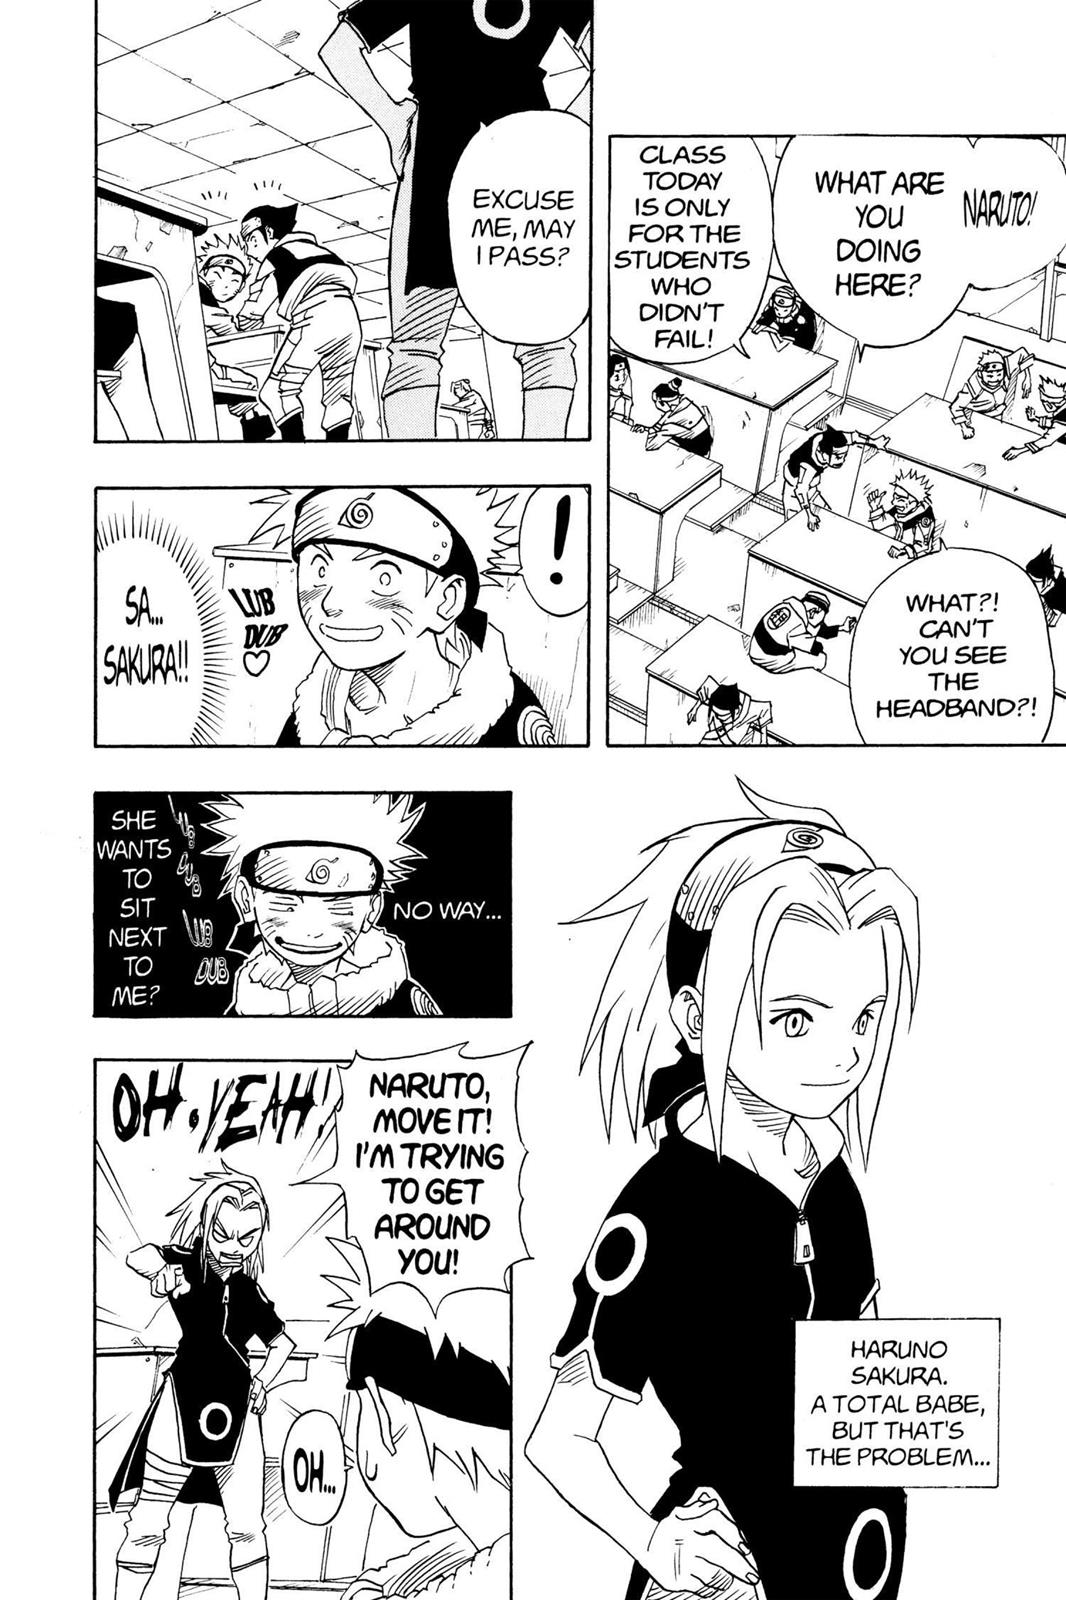 NARUTO!
WHAT ARE
YOU
DOING
HERE?
CLASS
TODAY
IS ONLY
FOR THE
STUDENTS
WHO
DIDN'T
FAIL!
WHAT?!
CAN'T
YOU SEE
THE
HEADBAND?!
EXCUSE
ME, MAY
I PASS?
!
LUB
DUB
SA...
SAKURA!!
HARUNO
SAKURA.
A TOTAL BABE,
BUT THAT'S
THE PROBLEM...
NO WAY...
LUB
DUB
LUB
DUB
SHE
WANTS
TO
SIT
NEXT
TO
ME?
NARUTO,
MOVE IT!
I'M TRYING
TO GET
AROUND
YOU!
OH, YEAH!
OH...